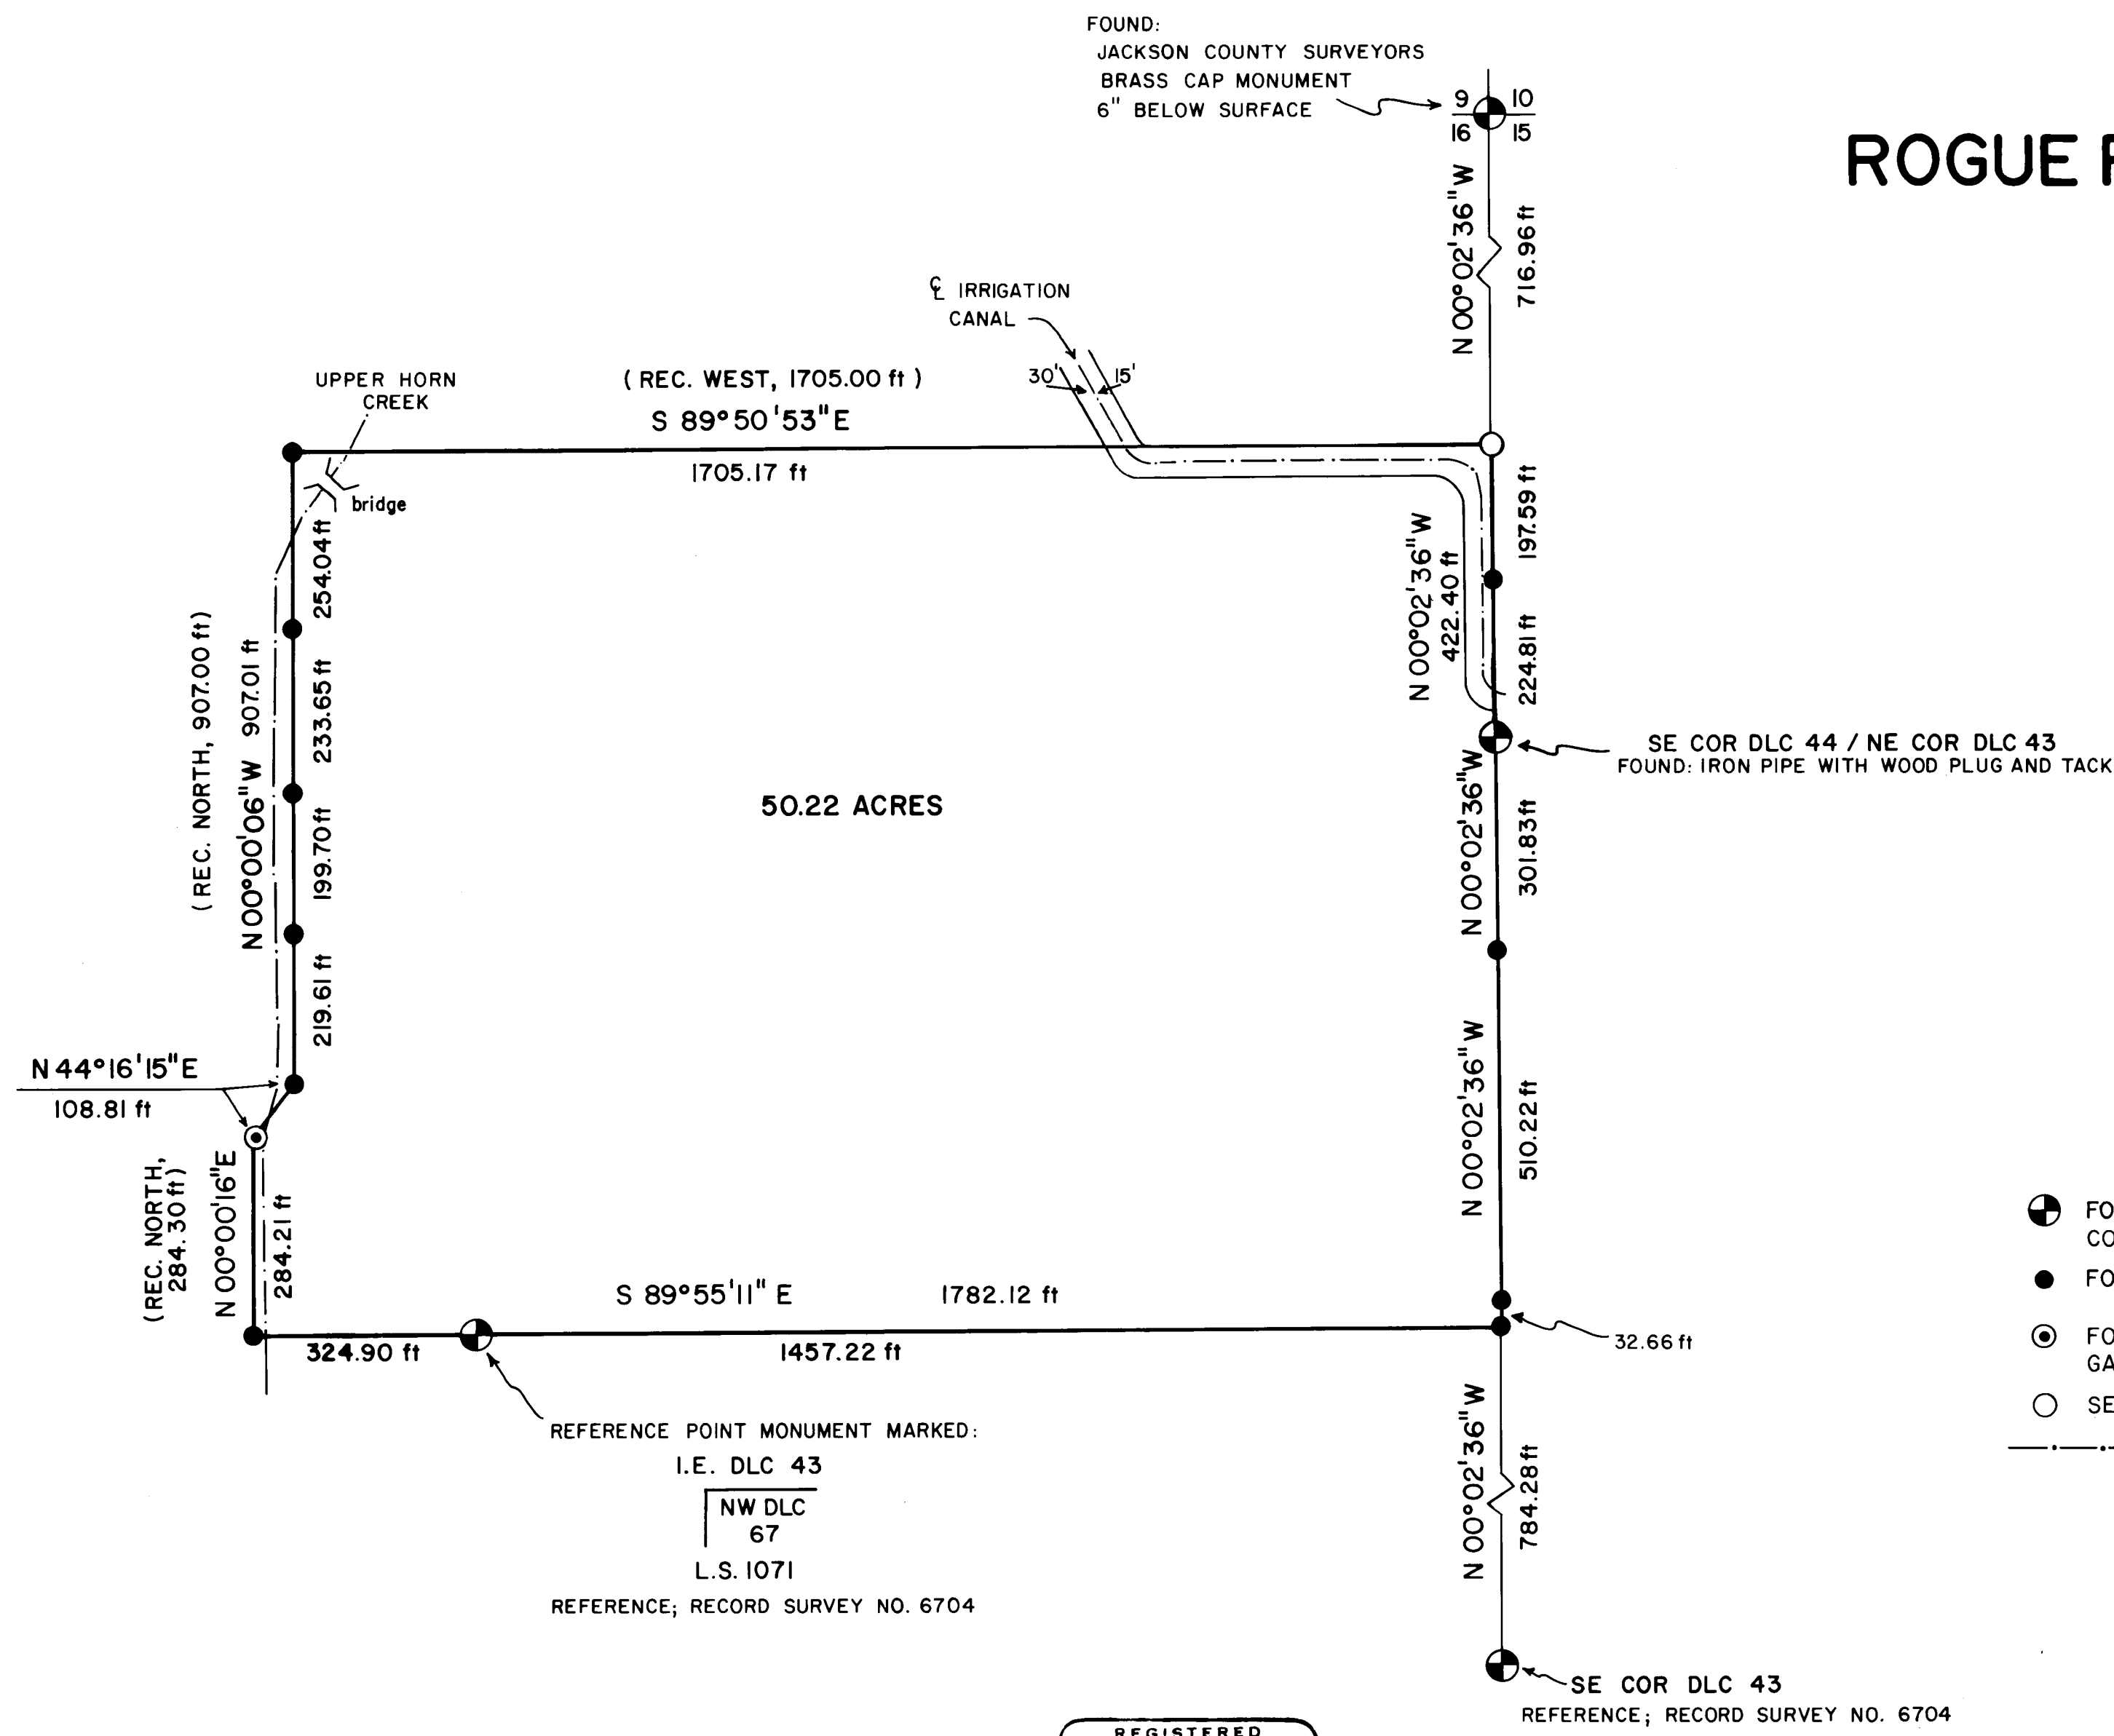 FOUND:
JACKSON COUNTY SURVEYORS
BRASS CAP MONUMENT
6" BELOW SURFACE
9 10
16 15
ROGUE
N 00°02'36"W
716.96 ft
℄ IRRIGATION
CANAL
30' 15'
UPPER HORN
CREEK
(REC. WEST, 1705.00 ft)
S 89°50'53"E
1705.17 ft
bridge
254.04 ft
197.59 ft
N 00°02'36"W
422.40 ft
224.81 ft
(REC. NORTH, 907.00 ft)
N 00°00'06"W 907.01 ft
233.65 ft
SE COR DLC 44 / NE COR DLC 43
FOUND: IRON PIPE WITH WOOD PLUG AND TACK
50.22 ACRES
199.70 ft
N 00°02'36"W
301.83 ft
219.61 ft
N 44°16'15"E
108.81 ft
N 00°02'36"W
510.22 ft
(REC. NORTH,
284.30 ft)
N 00°00'16"E
284.21 ft
FO
CO
FO
FO
GA
SE
S 89°55'11" E 1782.12 ft
324.90 ft
1457.22 ft
32.66 ft
REFERENCE POINT MONUMENT MARKED:
I.E. DLC 43
NW DLC
67
L.S. 1071
REFERENCE; RECORD SURVEY NO. 6704
N 00°02'36"W
784.28 ft
SE COR DLC 43
REFERENCE; RECORD SURVEY NO. 6704
REGISTERED